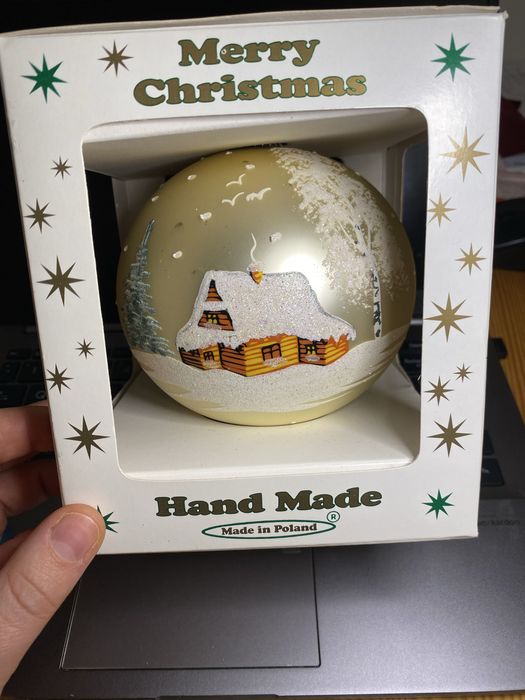 Merry
Christmas
Hand Made
Made in Poland ®